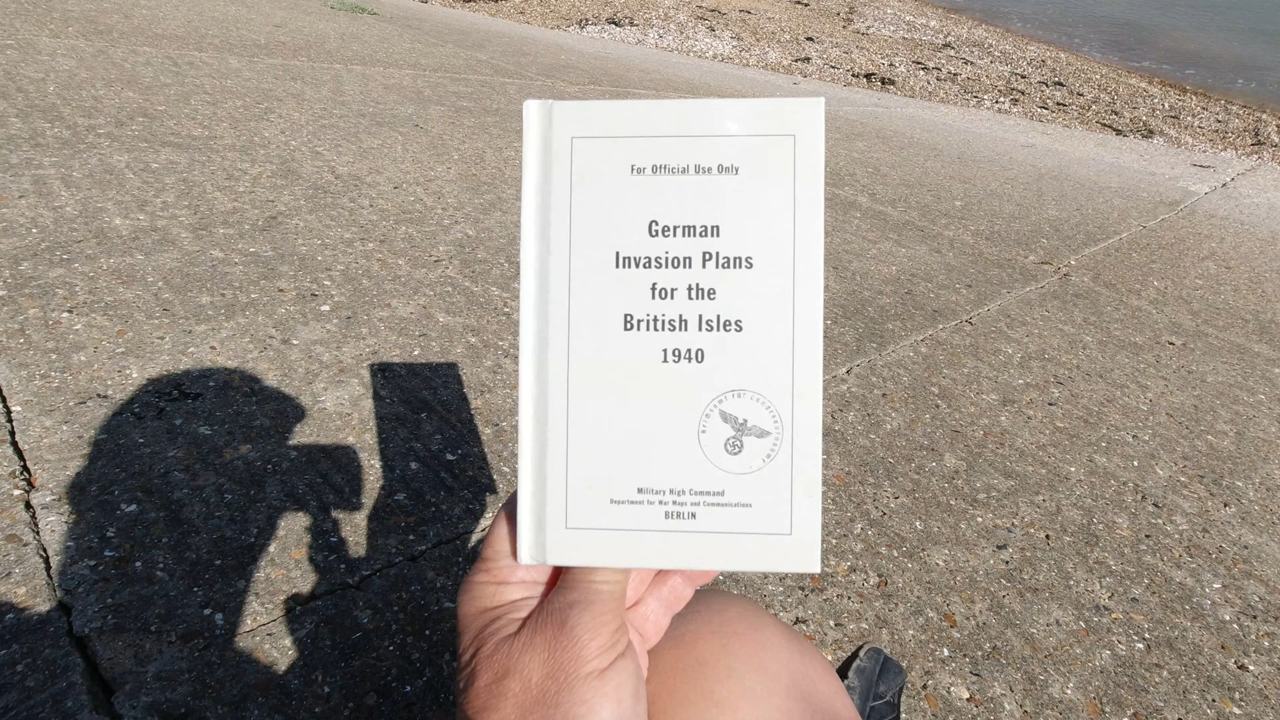 For Official Use Only
German
Invasion Plans
for the
British Isles
1940
Military High Command
Department for War Maps and Communications
BERLIN